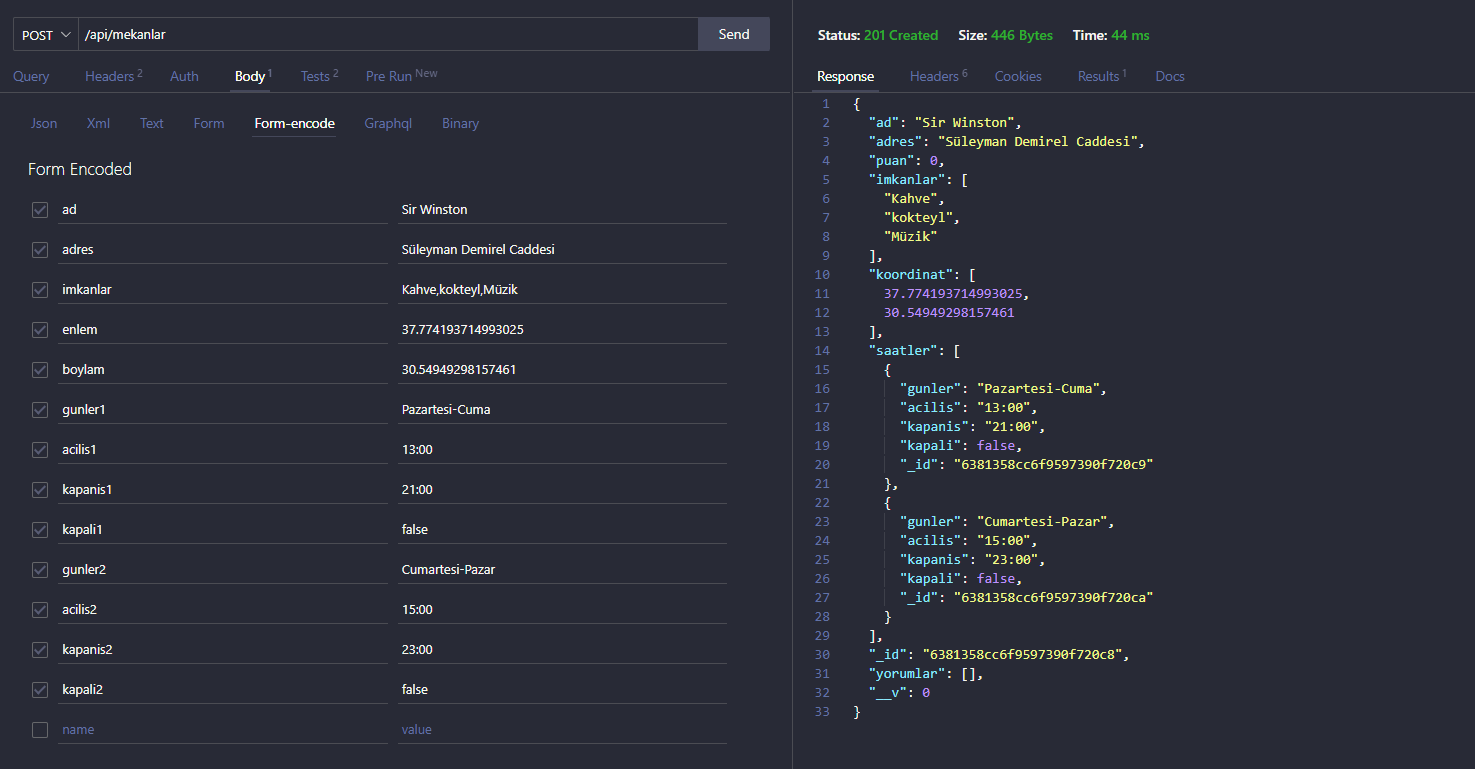 POST /api/mekanlar Send
Query Headers 2 Auth Body 1 Tests 2 Pre Run New
Json Xml Text Form Form-encode Graphql Binary
Form Encoded
ad Sir Winston
adres Süleyman Demirel Caddesi
imkanlar Kahve,kokteyl,Müzik
enlem 37.774193714993025
boylam 30.54949298157461
gunler1 Pazartesi-Cuma
acilis1 13:00
kapanis1 21:00
kapali1 false
gunler2 Cumartesi-Pazar
acilis2 15:00
kapanis2 23:00
kapali2 false
name value
Status: 201 Created Size: 446 Bytes Time: 44 ms
Response Headers 6 Cookies Results 1 Docs
1 {
2 "ad": "Sir Winston",
3 "adres": "Süleyman Demirel Caddesi",
4 "puan": 0,
5 "imkanlar": [
6 "Kahve",
7 "kokteyl",
8 "Müzik"
9 ],
10 "koordinat": [
11 37.774193714993025,
12 30.54949298157461
13 ],
14 "saatler": [
15 {
16 "gunler": "Pazartesi-Cuma",
17 "acilis": "13:00",
18 "kapanis": "21:00",
19 "kapali": false,
20 "_id": "6381358cc6f9597390f720c9"
21 },
22 {
23 "gunler": "Cumartesi-Pazar",
24 "acilis": "15:00",
25 "kapanis": "23:00",
26 "kapali": false,
27 "_id": "6381358cc6f9597390f720ca"
28 }
29 ],
30 "_id": "6381358cc6f9597390f720c8",
31 "yorumlar": [],
32 "__v": 0
33 }